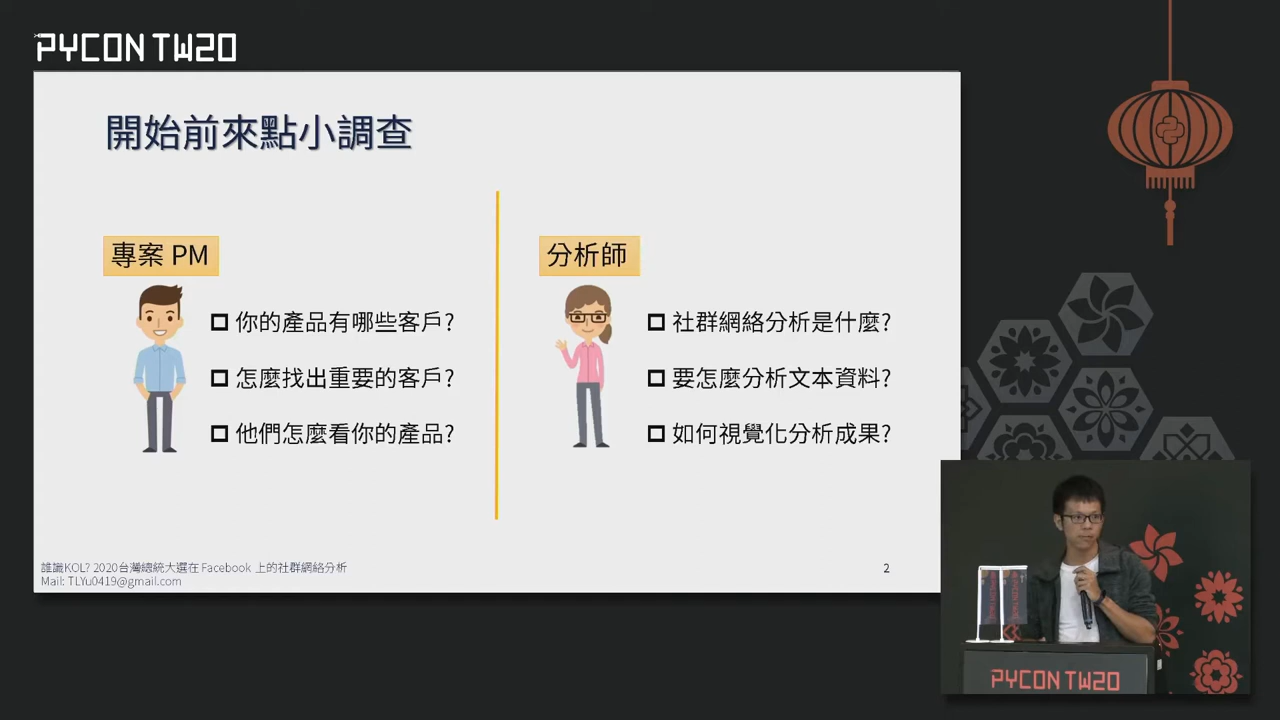 PYCON TW20
開始前來點小調查
專案 PM
你的產品有哪些客戶?
怎麼找出重要的客戶?
他們怎麼看你的產品?
分析師
社群網絡分析是什麼?
要怎麼分析文本資料?
如何視覺化分析成果?
誰識KOL? 2020台灣總統大選在 Facebook 上的社群網絡分析
Mail: TLYu0419@gmail.com
2
PYCON TW20